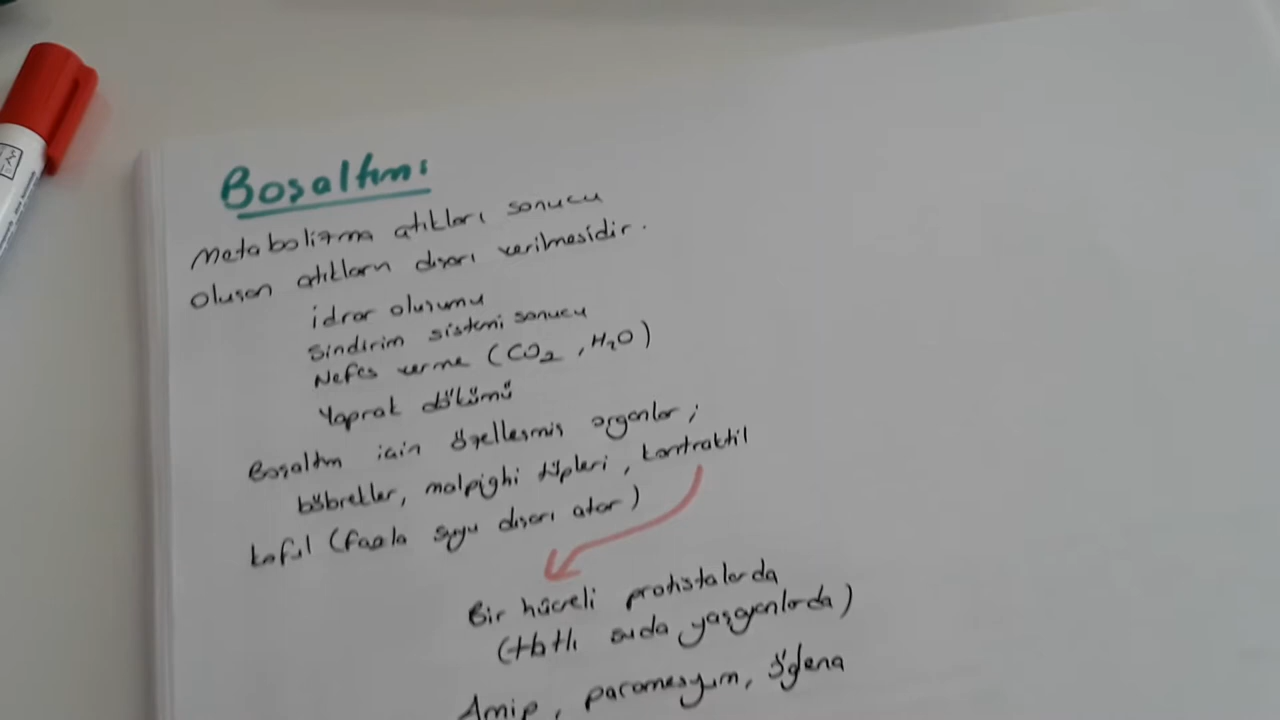 Boşaltım:
Metabolizma atıkları sonucu
oluşan atıkların dışarı verilmesidir.
idrar oluşumu
Sindirim sistemi sonucu
Nefes verme (CO₂, H₂O)
Yaprak dökümü
Boşaltım için özelleşmiş organlar;
böbrekler, malpighi tüpleri, kontraktil
koful (fazla suyu dışarı atar)
Bir hücreli protistalarda
(tatlı suda yaşayanlarda)
Amip, paramesyum, öglena